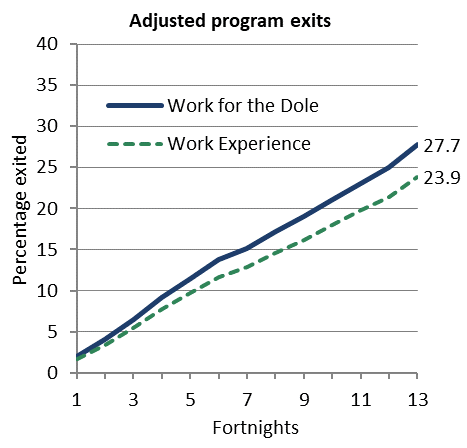 Adjusted program exits
40
35
30
25
20
15
10
5
0
Percentage exited
Work for the Dole
Work Experience
27.7
23.9
1 3 5 7 9 11 13
Fortnights